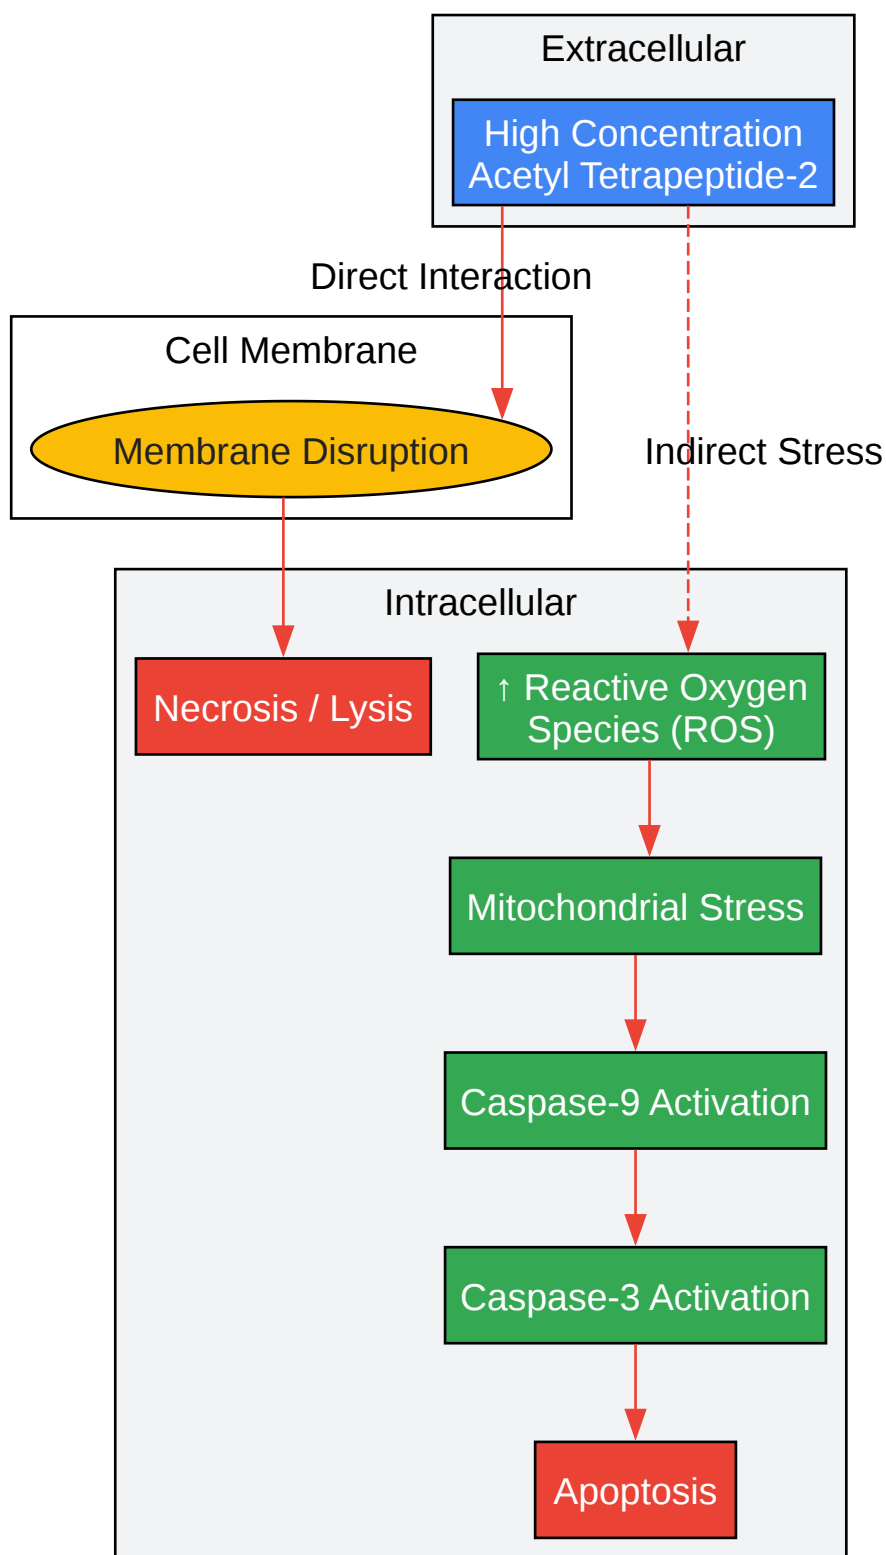 Extracellular
High Concentration
Acetyl Tetrapeptide-2
Direct Interaction
Cell Membrane
Membrane Disruption
Indirect Stress
Intracellular
Necrosis / Lysis
↑ Reactive Oxygen
Species (ROS)
Mitochondrial Stress
Caspase-9 Activation
Caspase-3 Activation
Apoptosis